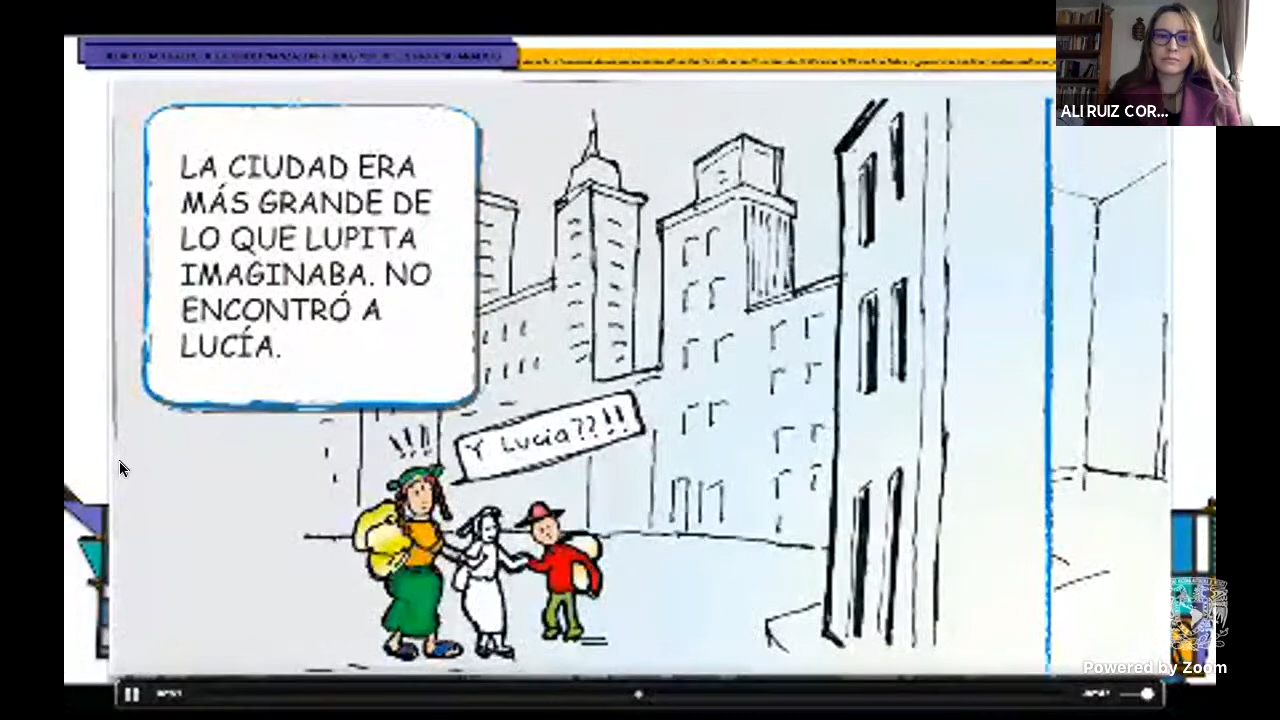 ALI RUIZ COR...
LA CIUDAD ERA
MÁS GRANDE DE
LO QUE LUPITA
IMAGINABA. NO
ENCONTRÓ A
LUCÍA.
!!!
Y Lucía??!!
Powered by Zoom